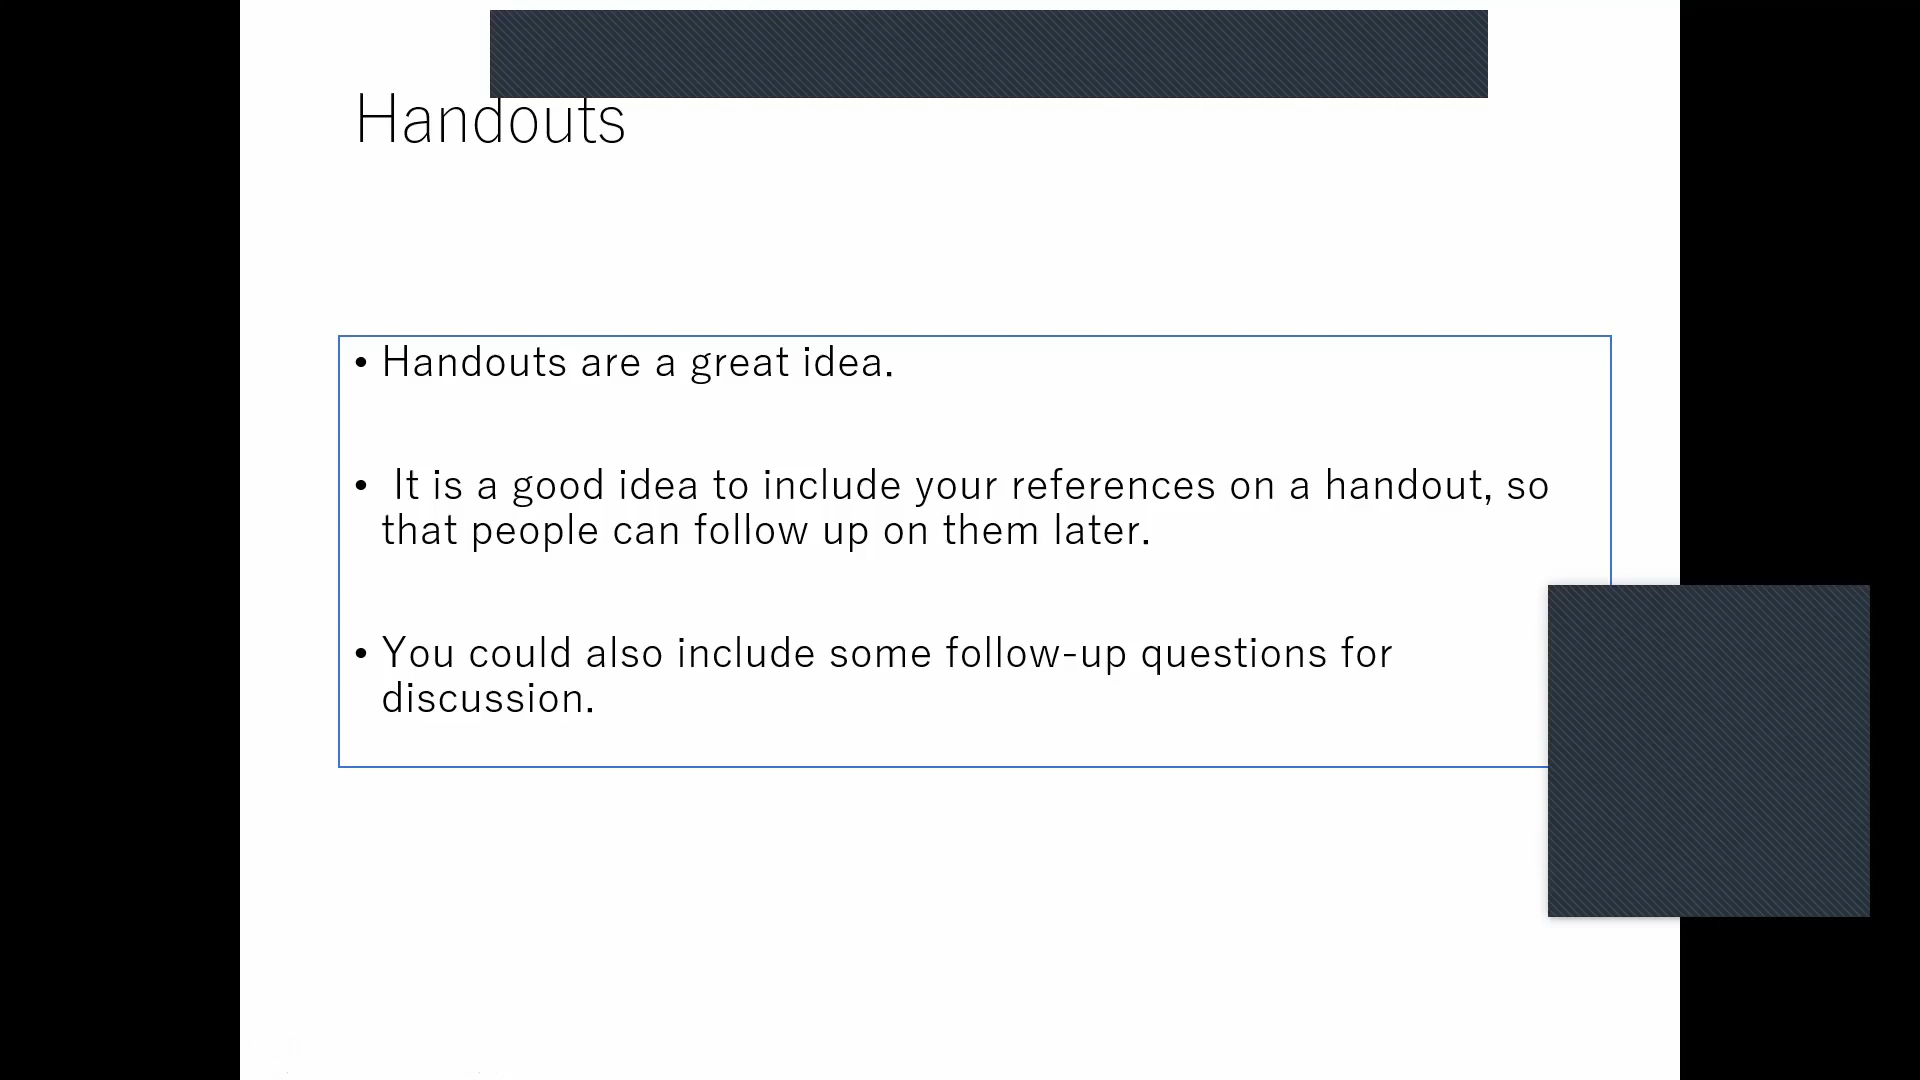 Handouts
• Handouts are a great idea.
• It is a good idea to include your references on a handout, so
that people can follow up on them later.
• You could also include some follow-up questions for
discussion.